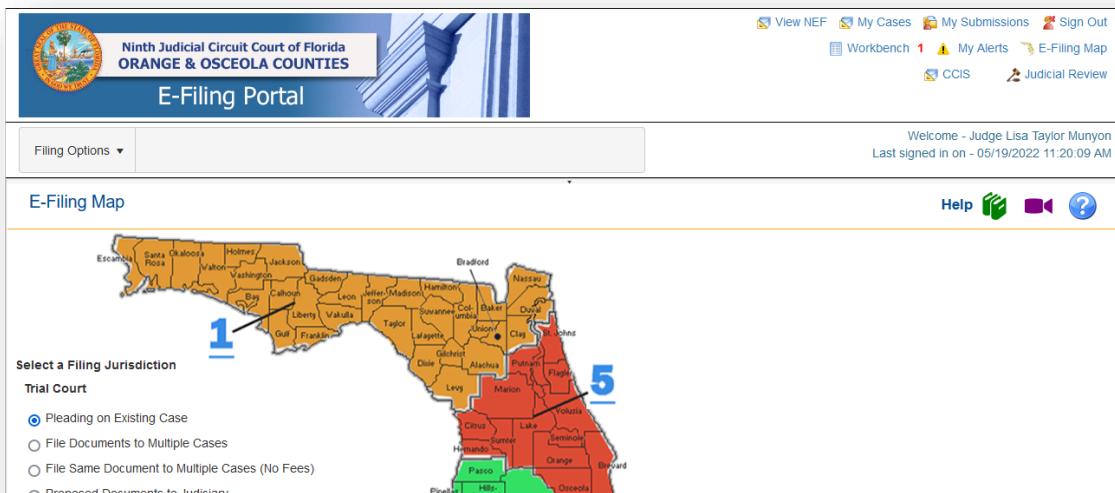 View NEF My Cases My Submissions Sign Out
Workbench 1 My Alerts E-Filing Map
CCIS Judicial Review
Ninth Judicial Circuit Court of Florida
ORANGE & OSCEOLA COUNTIES
E-Filing Portal
Filing Options
Welcome - Judge Lisa Taylor Munyon
Last signed in on - 05/19/2022 11:20:09 AM
E-Filing Map
Help
Escambia
Santa Rosa
Okaloosa
Walton
Holmes
Washington
Jackson
Bay
Calhoun
Gulf
Liberty
Franklin
Gadsden
Leon
Wakulla
Jefferson
Madison
Taylor
Hamilton
Suwannee
Lafayette
Dixie
Columbia
Gilchrist
Levy
Bradford
Baker
Union
Alachua
Nassau
Duval
Clay
St. Johns
1
5
Putnam
Flagler
Marion
Volusia
Citrus
Sumter
Lake
Seminole
Hernando
Orange
Brevard
Pasco
Osceola
Select a Filing Jurisdiction
Trial Court
Pleading on Existing Case
File Documents to Multiple Cases
File Same Document to Multiple Cases (No Fees)
Proposed Documents to Judiciary
Pinellas
Hills-